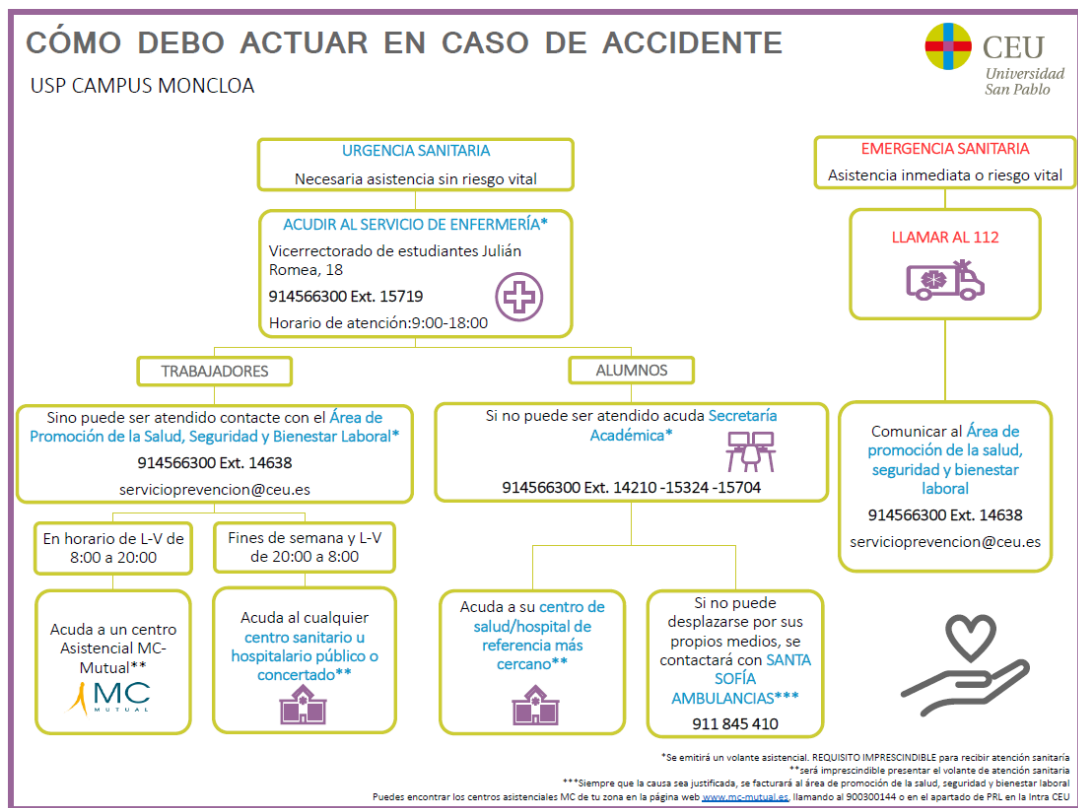 CÓMO DEBO ACTUAR EN CASO DE ACCIDENTE
USP CAMPUS MONCLOA
CEU
Universidad
San Pablo
URGENCIA SANITARIA
Necesaria asistencia sin riesgo vital
EMERGENCIA SANITARIA
Asistencia inmediata o riesgo vital
ACUDIR AL SERVICIO DE ENFERMERÍA*
Vicerrectorado de estudiantes Julián
Romea, 18
914566300 Ext. 15719
Horario de atención:9:00-18:00
LLAMAR AL 112
TRABAJADORES
ALUMNOS
Sino puede ser atendido contacte con el Área de
Promoción de la Salud, Seguridad y Bienestar Laboral*
914566300 Ext. 14638
servicioprevencion@ceu.es
Si no puede ser atendido acuda Secretaría
Académica*
914566300 Ext. 14210 -15324 -15704
Comunicar al Área de
promoción de la salud,
seguridad y bienestar
laboral
914566300 Ext. 14638
servicioprevencion@ceu.es
En horario de L-V de
8:00 a 20:00
Fines de semana y L-V
de 20:00 a 8:00
Acuda a un centro
Asistencial MC-
Mutual**
MC
MUTUAL
Acuda al cualquier
centro sanitario u
hospitalario público o
concertado**
Acuda a su centro de
salud/hospital de
referencia más
cercano**
Si no puede
desplazarse por sus
propios medios, se
contactará con SANTA
SOFÍA
AMBULANCIAS***
911 845 410
*Se emitirá un volante asistencial. REQUISITO IMPRESCINDIBLE para recibir atención sanitaría
**será imprescindible presentar el volante de atención sanitaria
***Siempre que la causa sea justificada, se facturará al área de promoción de la salud, seguridad y bienestar laboral
Puedes encontrar los centros asistenciales MC de tu zona en la página web www.mc-mutual.es, llamando al 900300144 o en el apartado de PRL en la Intra CEU